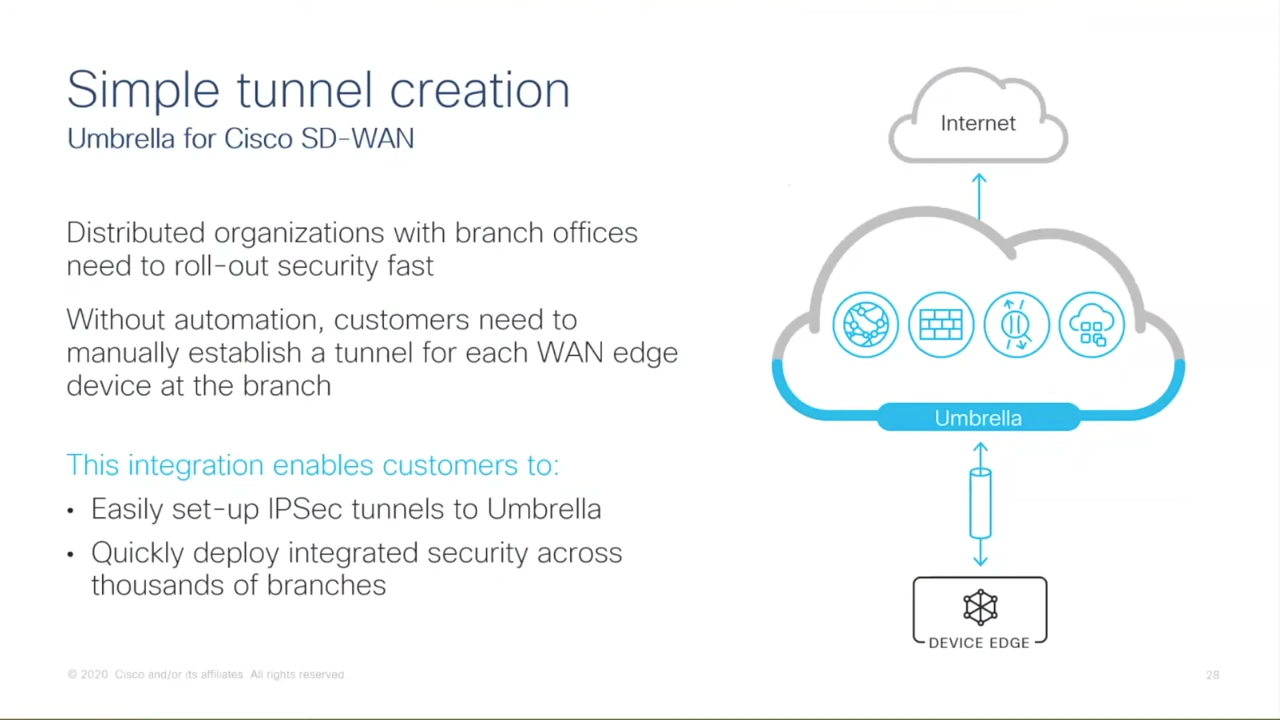 Simple tunnel creation
Umbrella for Cisco SD-WAN
Distributed organizations with branch offices
need to roll-out security fast
Without automation, customers need to
manually establish a tunnel for each WAN edge
device at the branch
This integration enables customers to:
• Easily set-up IPSec tunnels to Umbrella
• Quickly deploy integrated security across
thousands of branches
Internet
Umbrella
DEVICE EDGE
© 2020 Cisco and/or its affiliates All rights reserved.
28